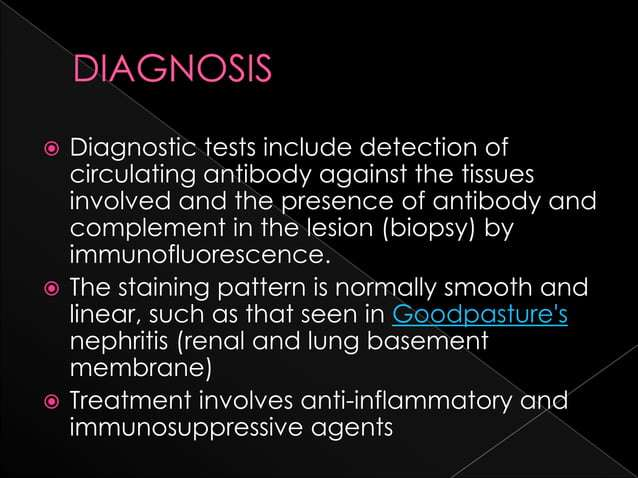 DIAGNOSIS
Diagnostic tests include detection of
circulating antibody against the tissues
involved and the presence of antibody and
complement in the lesion (biopsy) by
immunofluorescence.
The staining pattern is normally smooth and
linear, such as that seen in Goodpasture's
nephritis (renal and lung basement
membrane)
Treatment involves anti-inflammatory and
immunosuppressive agents